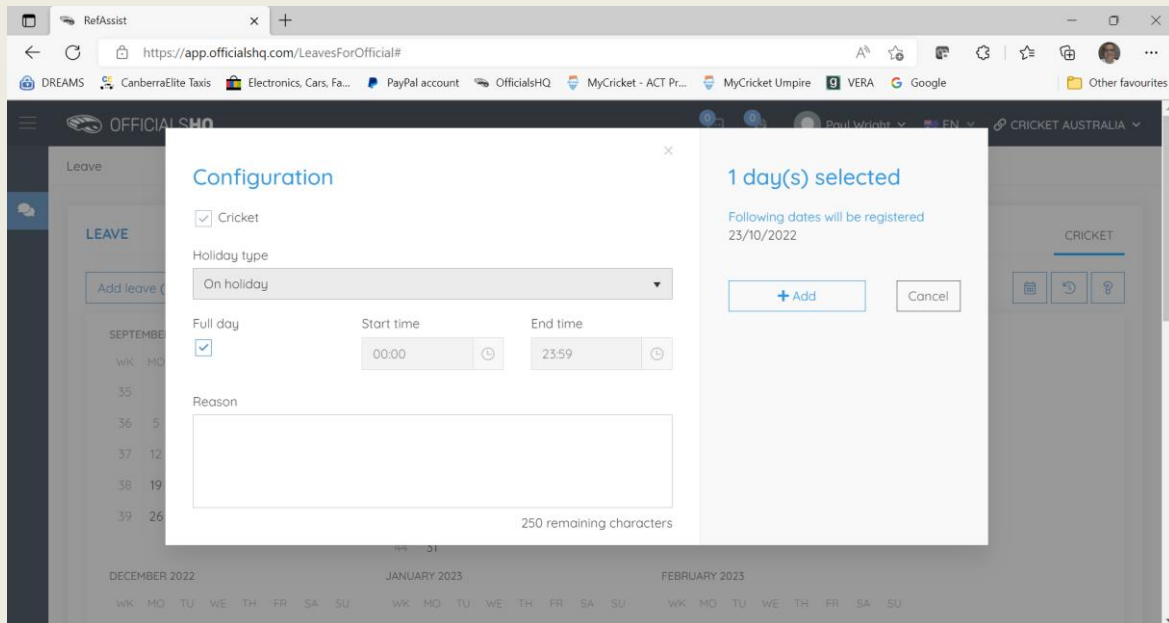 RefAssist
https://app.officialshq.com/LeavesForOfficial#
DREAMS CanberraElite Taxis Electronics, Cars, Fa... PayPal account OfficialsHQ MyCricket - ACT Pr... MyCricket Umpire VERA Google Other favourites
OFFICIALSHQ 0 0 Paul Wright EN CRICKET AUSTRALIA
Leave
Configuration
1 day(s) selected
Cricket
Following dates will be registered
23/10/2022
LEAVE
CRICKET
Holiday type
On holiday
Add leave (
+ Add Cancel
Full day Start time End time
00:00 23:59
SEPTEMBE
WK MO
35
Reason
36 5
37 12
38 19
39 26
250 remaining characters
44 31
DECEMBER 2022 JANUARY 2023 FEBRUARY 2023
WK MO TU WE TH FR SA SU WK MO TU WE TH FR SA SU WK MO TU WE TH FR SA SU